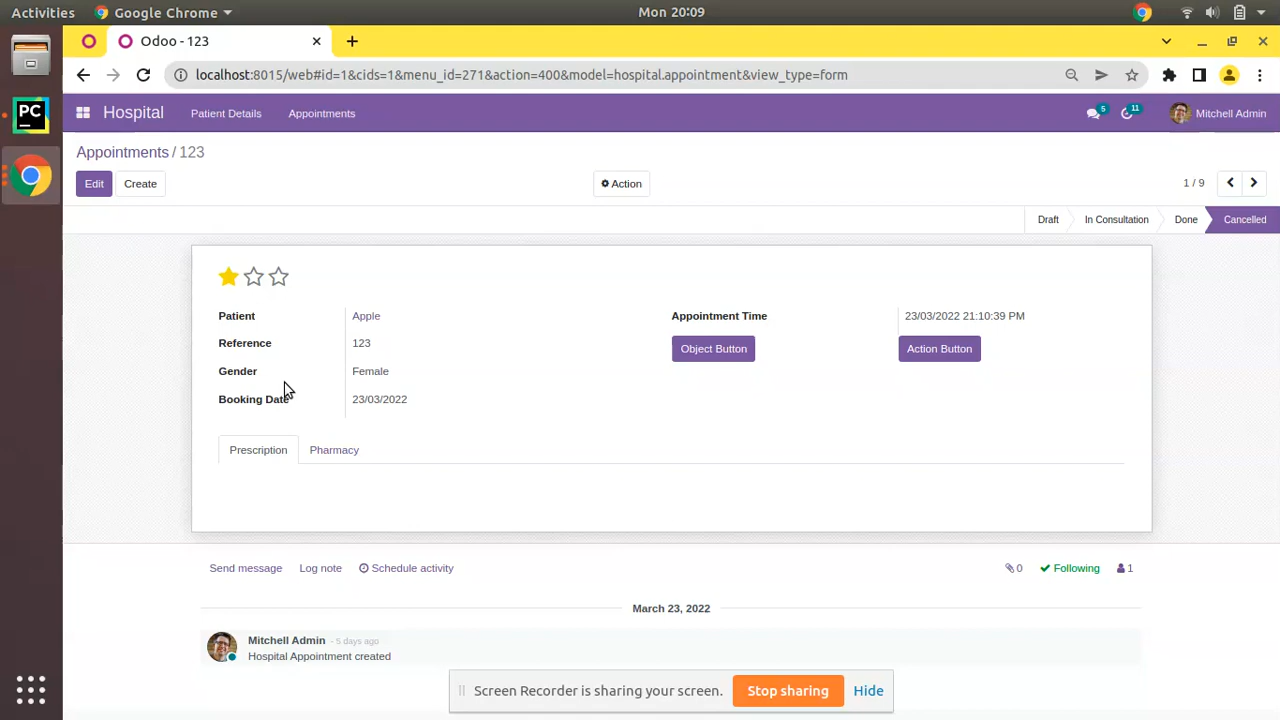 Activities Google Chrome Mon 20:09
Odoo - 123
localhost:8015/web#id=1&cids=1&menu_id=271&action=400&model=hospital.appointment&view_type=form
PC
Hospital Patient Details Appointments 5 11 Mitchell Admin
Appointments / 123
Edit Create Action 1 / 9
Draft In Consultation Done Cancelled
Patient Apple Appointment Time 23/03/2022 21:10:39 PM
Reference 123 Object Button Action Button
Gender Female
Booking Date 23/03/2022
Prescription Pharmacy
Send message Log note Schedule activity 0 Following 1
March 23, 2022
Mitchell Admin - 5 days ago
Hospital Appointment created
Screen Recorder is sharing your screen. Stop sharing Hide